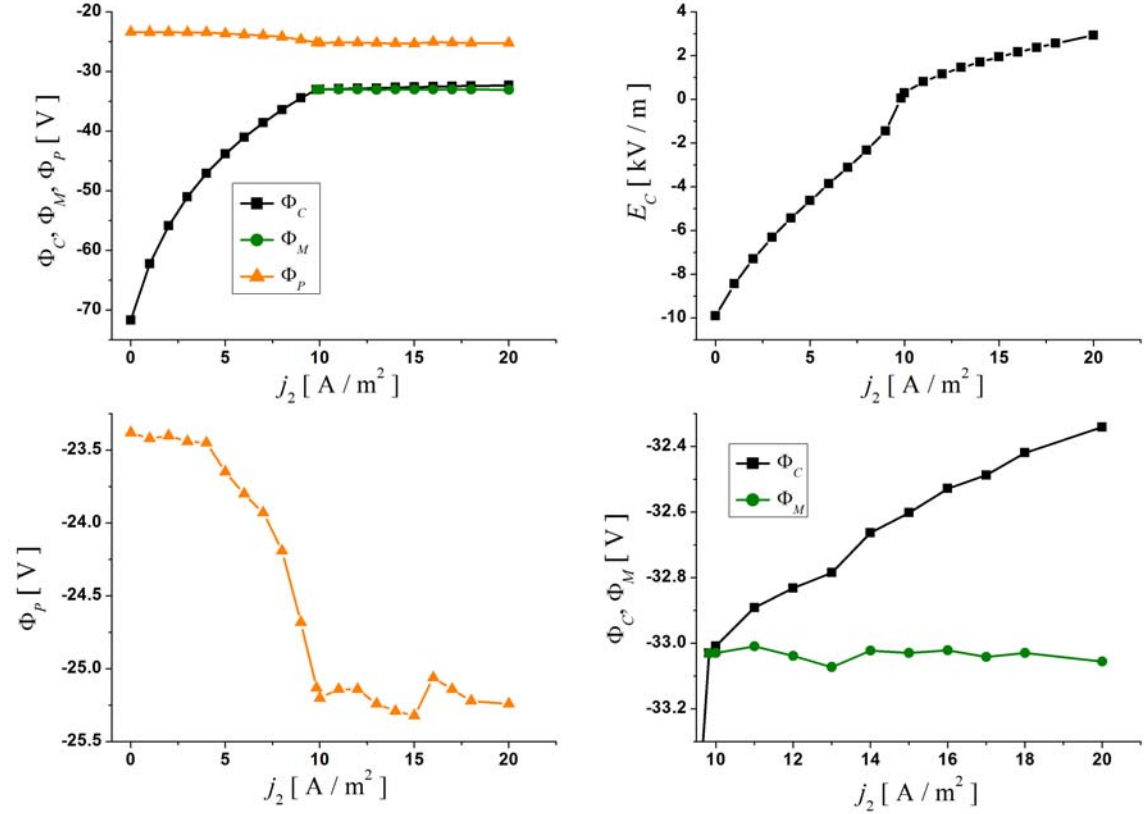 Φ_C, Φ_M, Φ_P [ V ]
-20
-30
-40
-50
-60
-70
Φ_C
Φ_M
Φ_P
0 5 10 15 20
j_2 [ A / m^2 ]
E_C [ kV / m ]
4
2
0
-2
-4
-6
-8
-10
0 5 10 15 20
j_2 [ A / m^2 ]
Φ_P [ V ]
-23.5
-24.0
-24.5
-25.0
-25.5
0 5 10 15 20
j_2 [ A / m^2 ]
Φ_C, Φ_M [ V ]
-32.4
-32.6
-32.8
-33.0
-33.2
Φ_C
Φ_M
10 12 14 16 18 20
j_2 [ A / m^2 ]